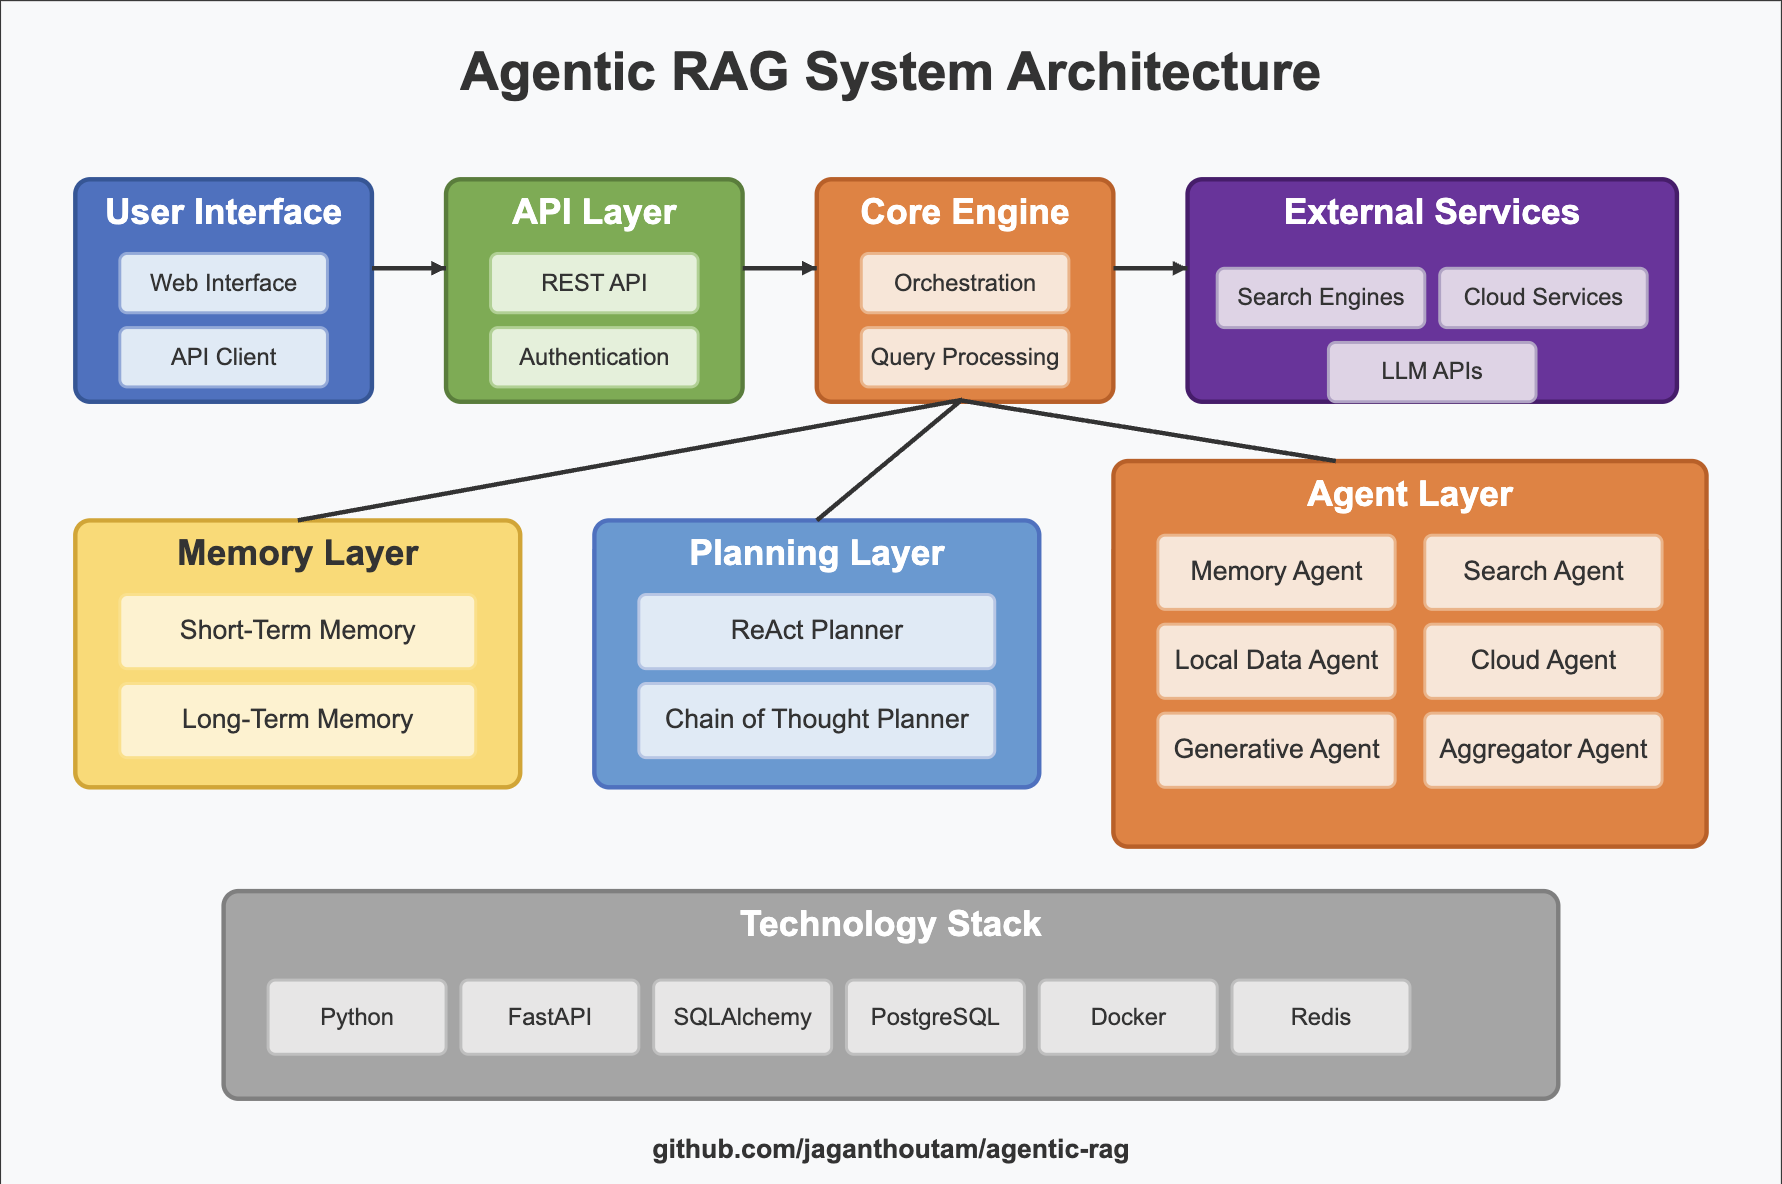 Agentic RAG System Architecture
User Interface
Web Interface
API Client
API Layer
REST API
Authentication
Core Engine
Orchestration
Query Processing
External Services
Search Engines
Cloud Services
LLM APIs
Memory Layer
Short-Term Memory
Long-Term Memory
Planning Layer
ReAct Planner
Chain of Thought Planner
Agent Layer
Memory Agent
Search Agent
Local Data Agent
Cloud Agent
Generative Agent
Aggregator Agent
Technology Stack
Python
FastAPI
SQLAlchemy
PostgreSQL
Docker
Redis
github.com/jaganthoutam/agentic-rag